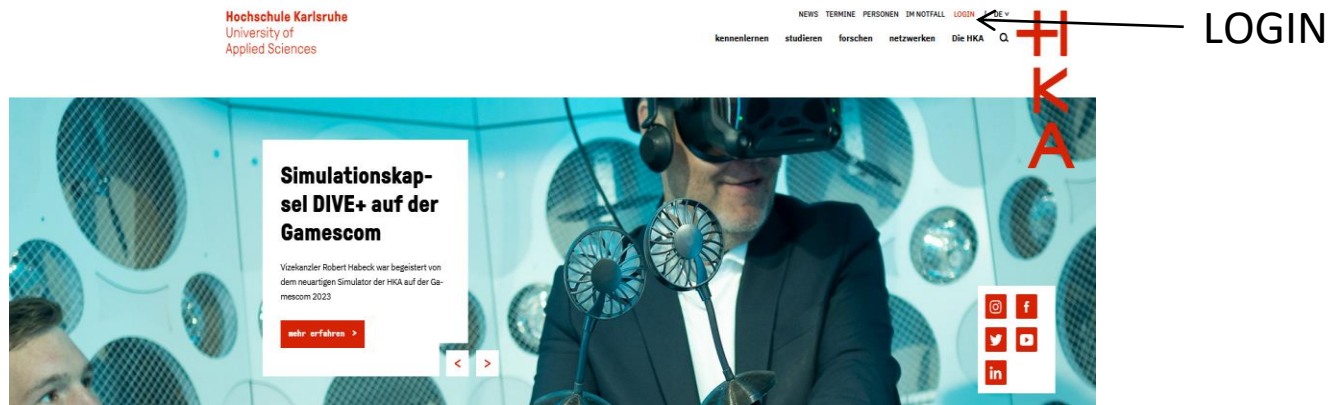 Hochschule Karlsruhe
University of
Applied Sciences
NEWS TERMINE PERSONEN IM NOTFALL LOGIN DE
kennenlernen studieren forschen netzwerken Die HKA
HKA
LOGIN
Simulationskap-
sel DIVE+ auf der
Gamescom
Vizekanzler Robert Habeck war begeistert von
dem neuartigen Simulator der HKA auf der Ga-
mescom 2023
mehr erfahren >
< >